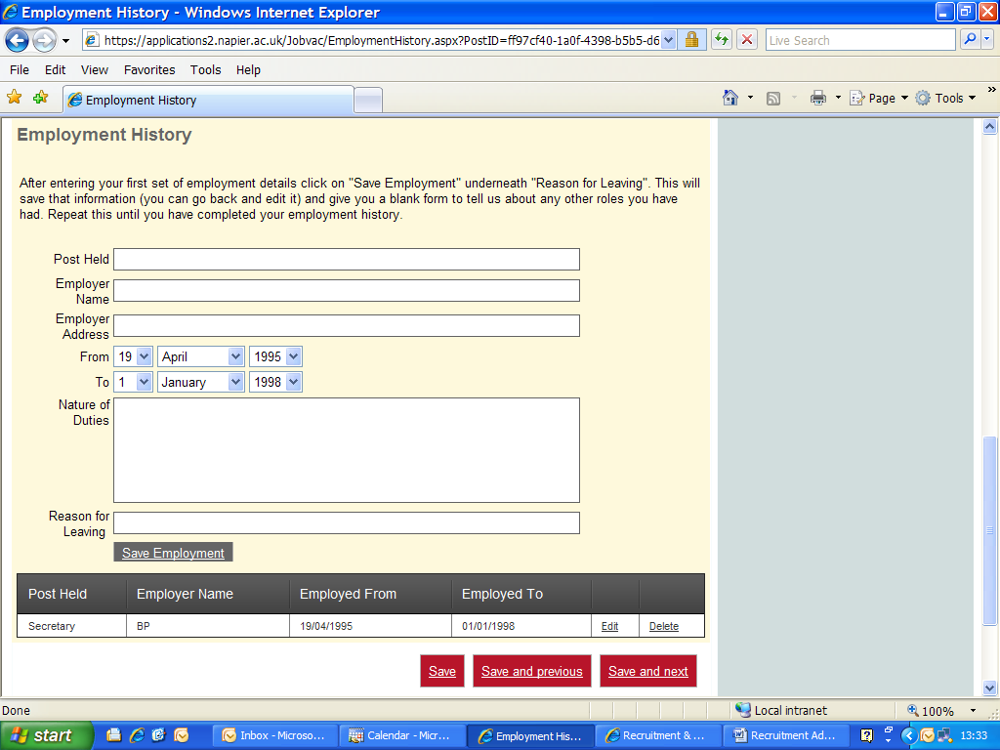 Employment History - Windows Internet Explorer
https://applications2.napier.ac.uk/Jobvac/EmploymentHistory.aspx?PostID=ff97cf40-1a0f-4398-b5b5-d6
Live Search
File Edit View Favorites Tools Help
Employment History
Page Tools
Employment History
After entering your first set of employment details click on "Save Employment" underneath "Reason for Leaving". This will
save that information (you can go back and edit it) and give you a blank form to tell us about any other roles you have
had. Repeat this until you have completed your employment history.
Post Held
Employer
Name
Employer
Address
From 19 April 1995
To 1 January 1998
Nature of
Duties
Reason for
Leaving
Save Employment
Post Held Employer Name Employed From Employed To
Secretary BP 19/04/1995 01/01/1998 Edit Delete
Save Save and previous Save and next
Done Local intranet 100%
start Inbox - Microso... Calendar - Micr... Employment His... Recruitment & ... Recruitment Ad... 13:33